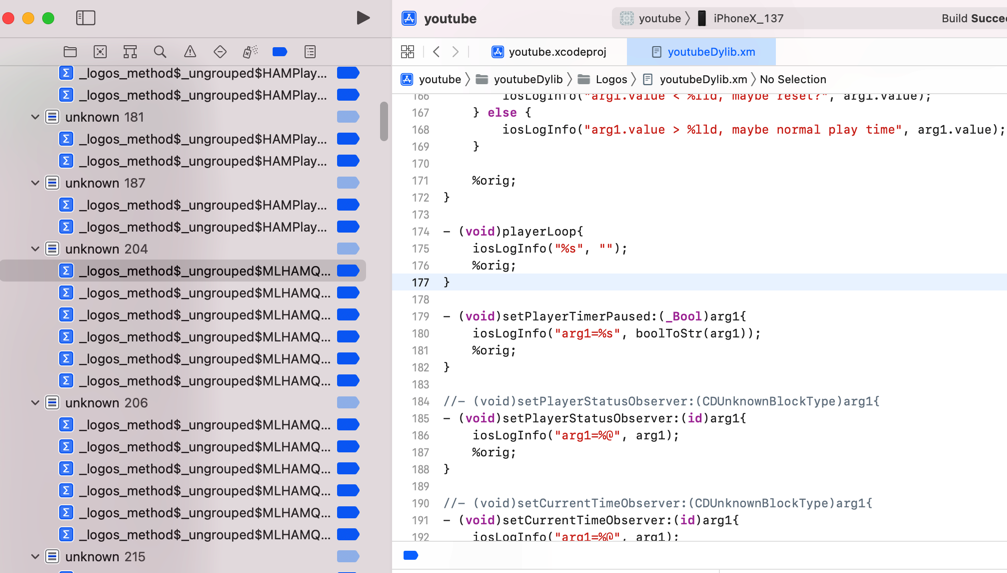 youtube
youtube 〉 iPhoneX_137
Build Succe
youtube.xcodeproj
youtubeDylib.xm
youtube 〉 youtubeDylib 〉 Logos 〉 youtubeDylib.xm 〉 No Selection
_logos_method$_ungrouped$HAMPlay...
_logos_method$_ungrouped$HAMPlay...
unknown 181
_logos_method$_ungrouped$HAMPlay...
_logos_method$_ungrouped$HAMPlay...
unknown 187
_logos_method$_ungrouped$HAMPlay...
_logos_method$_ungrouped$HAMPlay...
unknown 204
_logos_method$_ungrouped$MLHAMQ...
_logos_method$_ungrouped$MLHAMQ...
_logos_method$_ungrouped$MLHAMQ...
_logos_method$_ungrouped$MLHAMQ...
_logos_method$_ungrouped$MLHAMQ...
_logos_method$_ungrouped$MLHAMQ...
unknown 206
_logos_method$_ungrouped$MLHAMQ...
_logos_method$_ungrouped$MLHAMQ...
_logos_method$_ungrouped$MLHAMQ...
_logos_method$_ungrouped$MLHAMQ...
_logos_method$_ungrouped$MLHAMQ...
_logos_method$_ungrouped$MLHAMQ...
unknown 215
166 iosLogInfo("arg1.value < %lld, maybe reset?", arg1.value);
167 } else {
168 iosLogInfo("arg1.value > %lld, maybe normal play time", arg1.value);
169 }
170
171 %orig;
172 }
173
174 - (void)playerLoop{
175 iosLogInfo("%s", "");
176 %orig;
177 }
178
179 - (void)setPlayerTimerPaused:(_Bool)arg1{
180 iosLogInfo("arg1=%s", boolToStr(arg1));
181 %orig;
182 }
183
184 //- (void)setPlayerStatusObserver:(CDUnknownBlockType)arg1{
185 - (void)setPlayerStatusObserver:(id)arg1{
186 iosLogInfo("arg1=%@", arg1);
187 %orig;
188 }
189
190 //- (void)setCurrentTimeObserver:(CDUnknownBlockType)arg1{
191 - (void)setCurrentTimeObserver:(id)arg1{
192 iosLogInfo("arg1=%@", arg1);